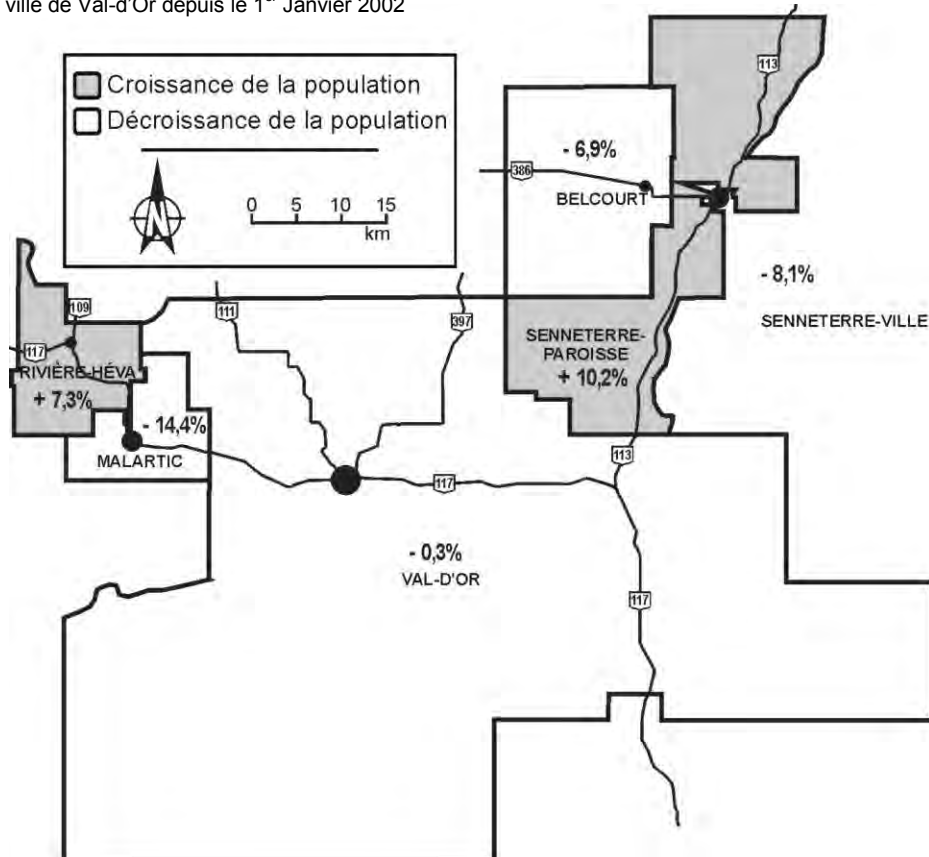 ville de Val-d'Or depuis le 1er Janvier 2002
Croissance de la population
Décroissance de la population
N
0 5 10 15
km
113
- 6,9%
386
BELCOURT
- 8,1%
SENNETERRE-VILLE
109
111
397
117
RIVIÈRE-HÉVA
+ 7,3%
SENNETERRE-
PAROISSE
+ 10,2%
- 14,4%
MALARTIC
113
117
- 0,3%
VAL-D'OR
117